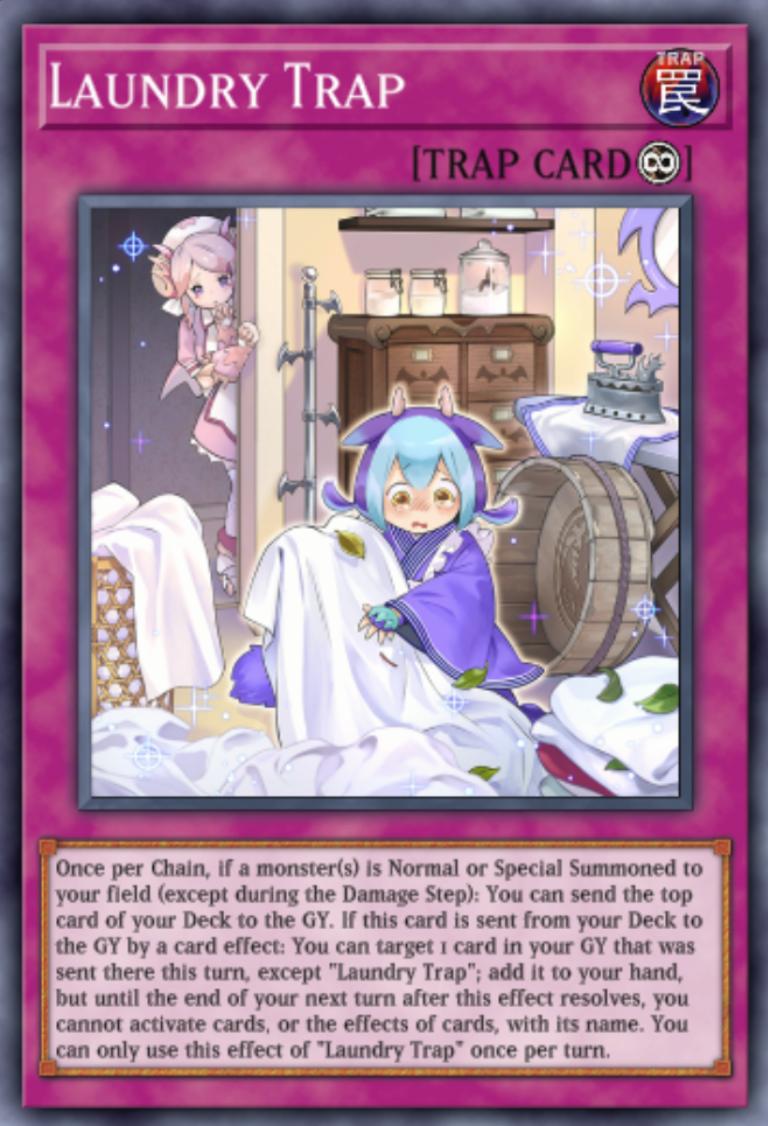 LAUNDRY TRAP
TRAP
罠
[TRAP CARD]
Once per Chain, if a monster(s) is Normal or Special Summoned to
your field (except during the Damage Step): You can send the top
card of your Deck to the GY. If this card is sent from your Deck to
the GY by a card effect: You can target 1 card in your GY that was
sent there this turn, except "Laundry Trap"; add it to your hand,
but until the end of your next turn after this effect resolves, you
cannot activate cards, or the effects of cards, with its name. You
can only use this effect of "Laundry Trap" once per turn.